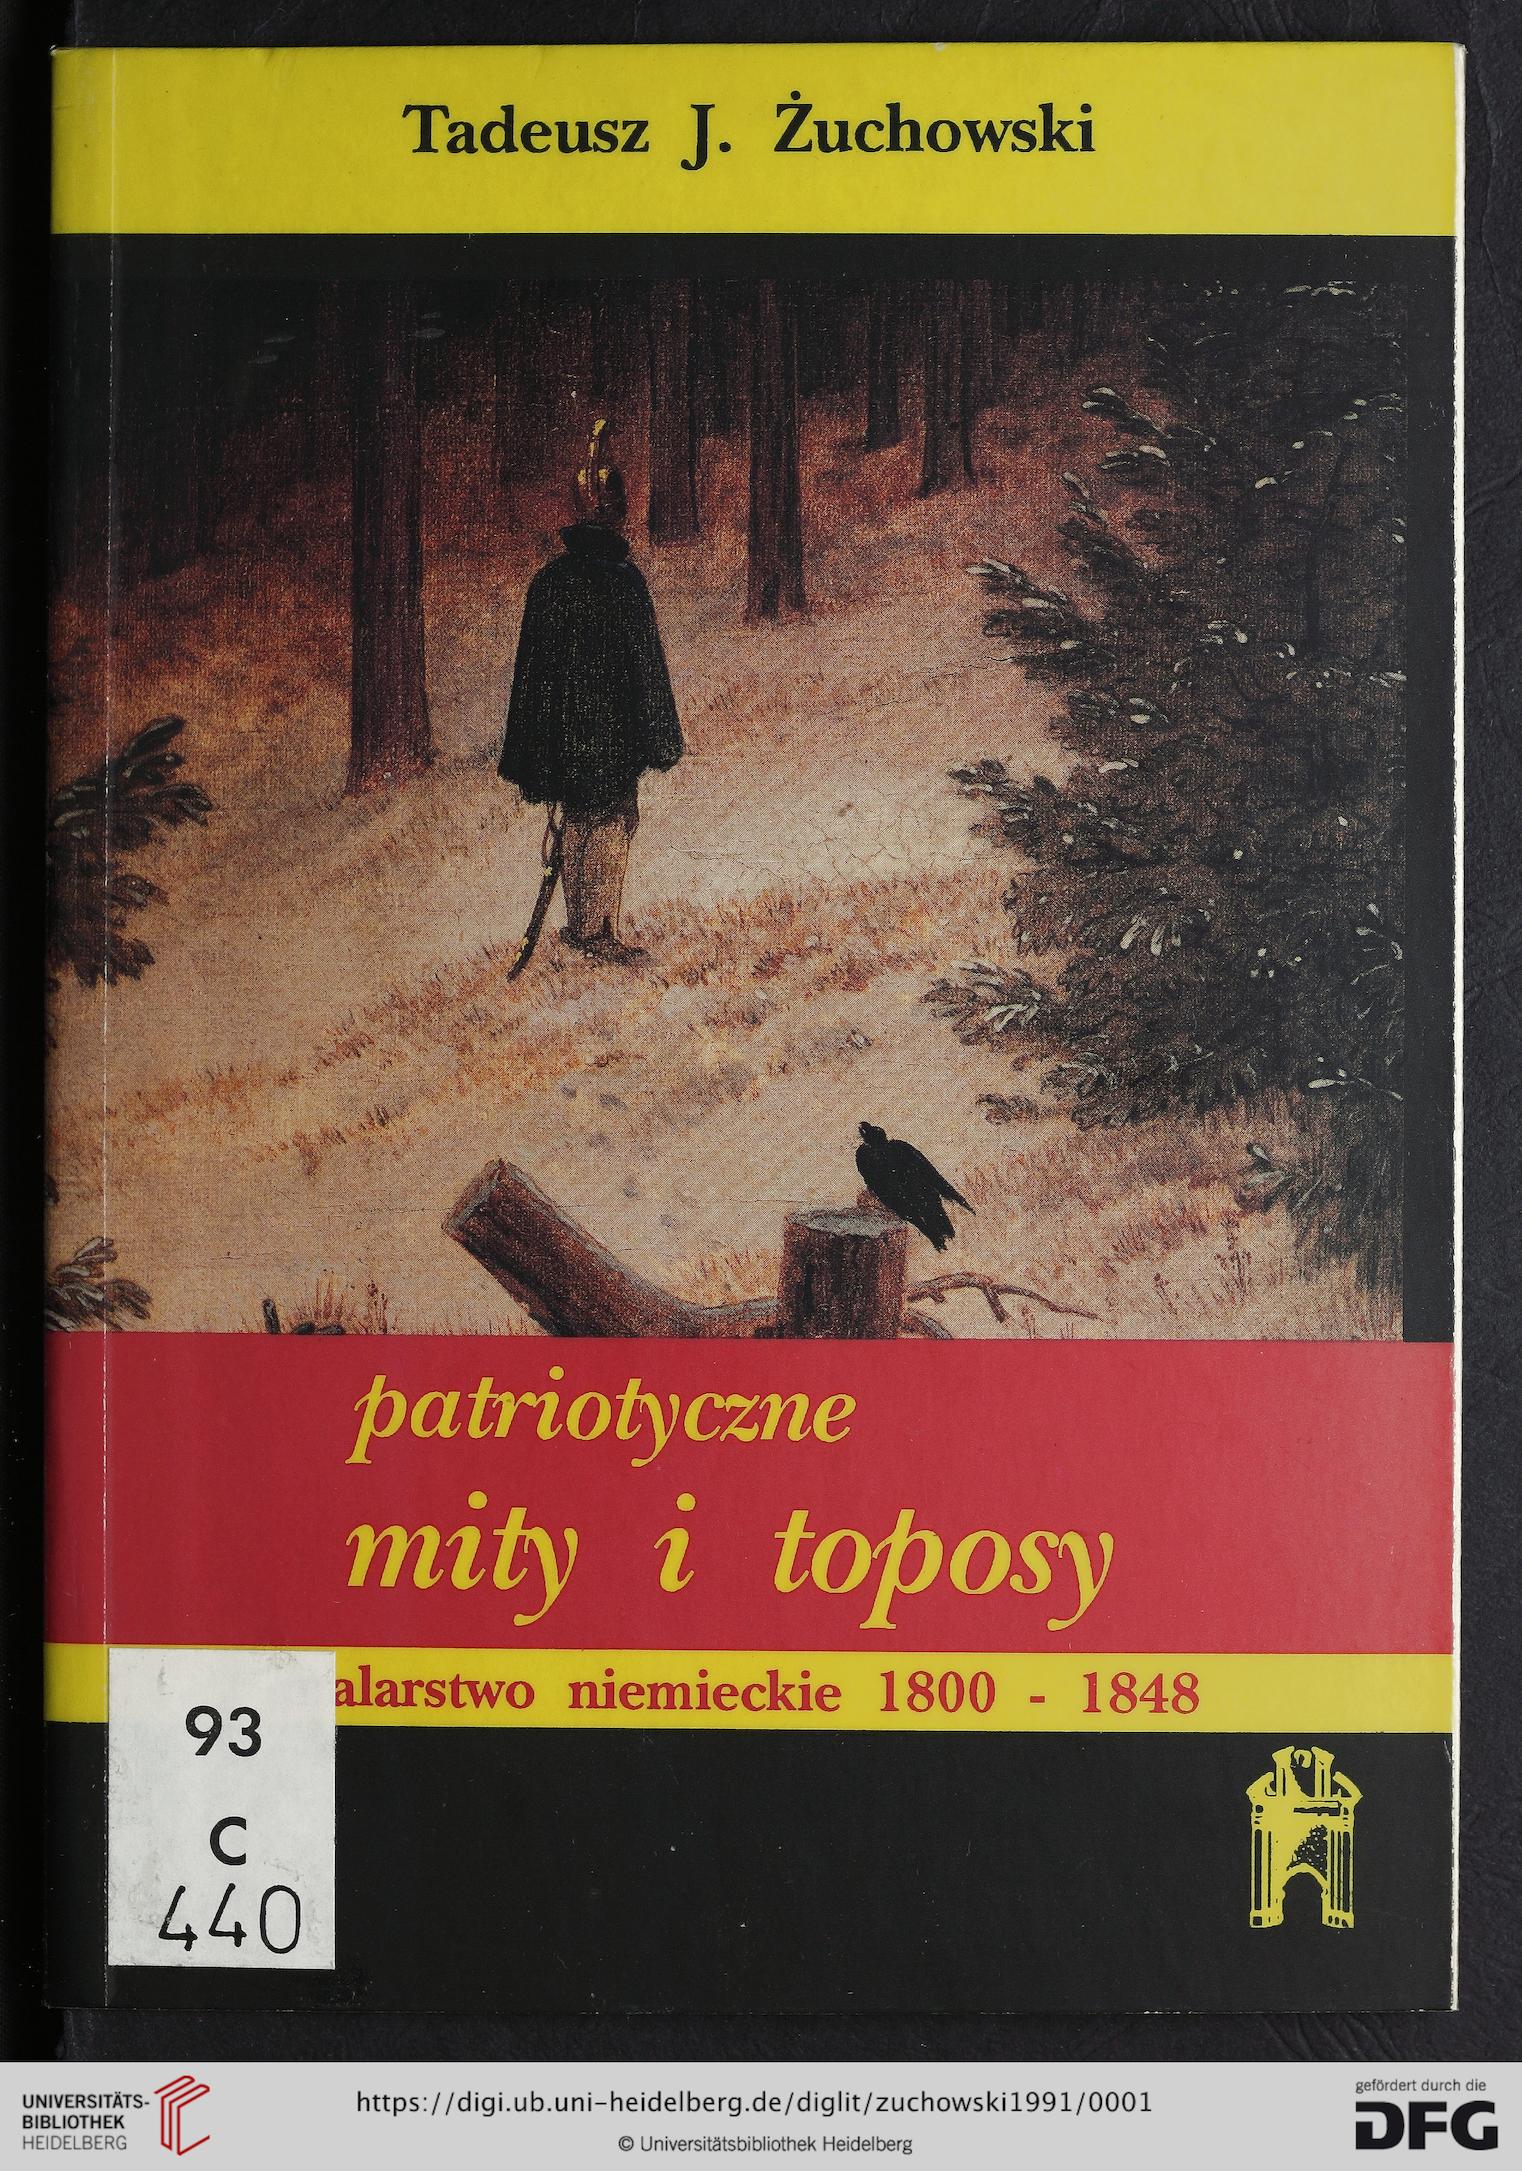 Tadeusz J. Żuchowski
patriotyczne
mity i toposy
alarstwo niemieckie 1800 - 1848
93
C
440
UNIVERSITÄTS-
BIBLIOTHEK
HEIDELBERG
https://digi.ub.uni-heidelberg.de/diglit/zuchowski1991/0001
© Universitätsbibliothek Heidelberg
gefördert durch die
DFG